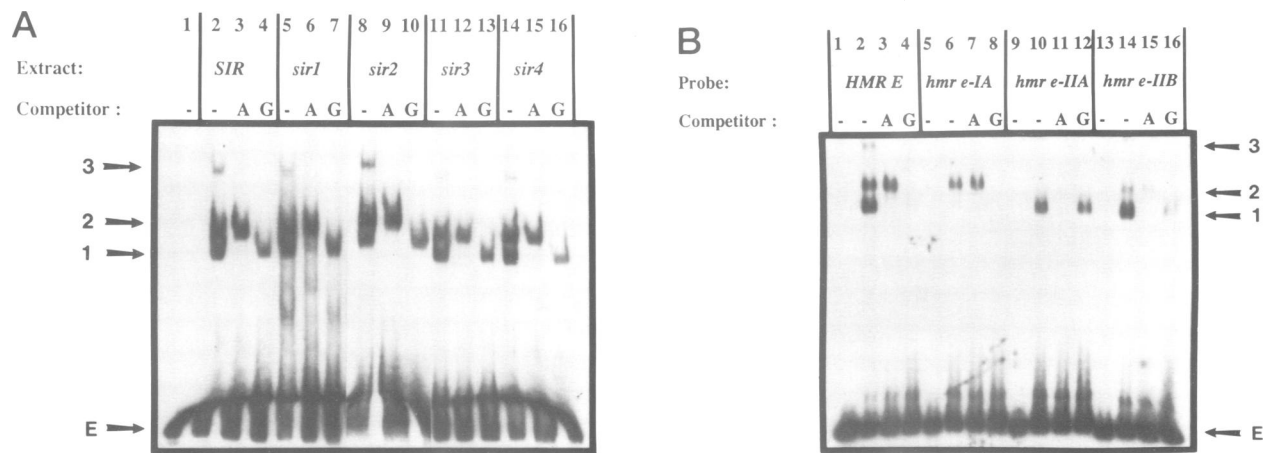 A
1 2 3 4 5 6 7 8 9 10 11 12 13 14 15 16
Extract: SIR sir1 sir2 sir3 sir4
Competitor : - - A G - A G - A G - A G - A G
3
2
1
E
B
1 2 3 4 5 6 7 8 9 10 11 12 13 14 15 16
Probe: HMR E hmr e-IA hmr e-IIA hmr e-IIB
Competitor : - - A G - - A G - - A G - - A G
3
2
1
E